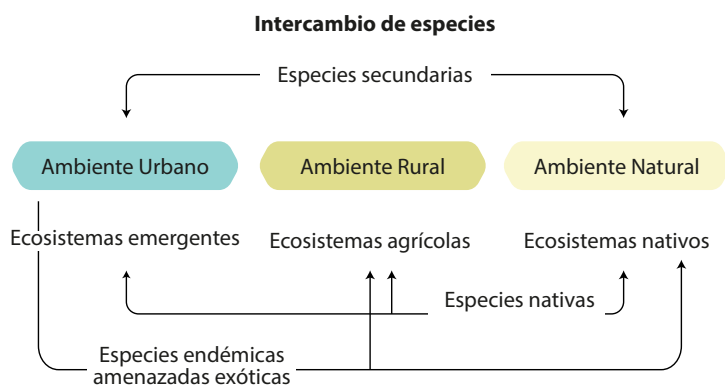 Intercambio de especies
Especies secundarias
Ambiente Urbano
Ambiente Rural
Ambiente Natural
Ecosistemas emergentes
Ecosistemas agrícolas
Ecosistemas nativos
Especies nativas
Especies endémicas
amenazadas exóticas